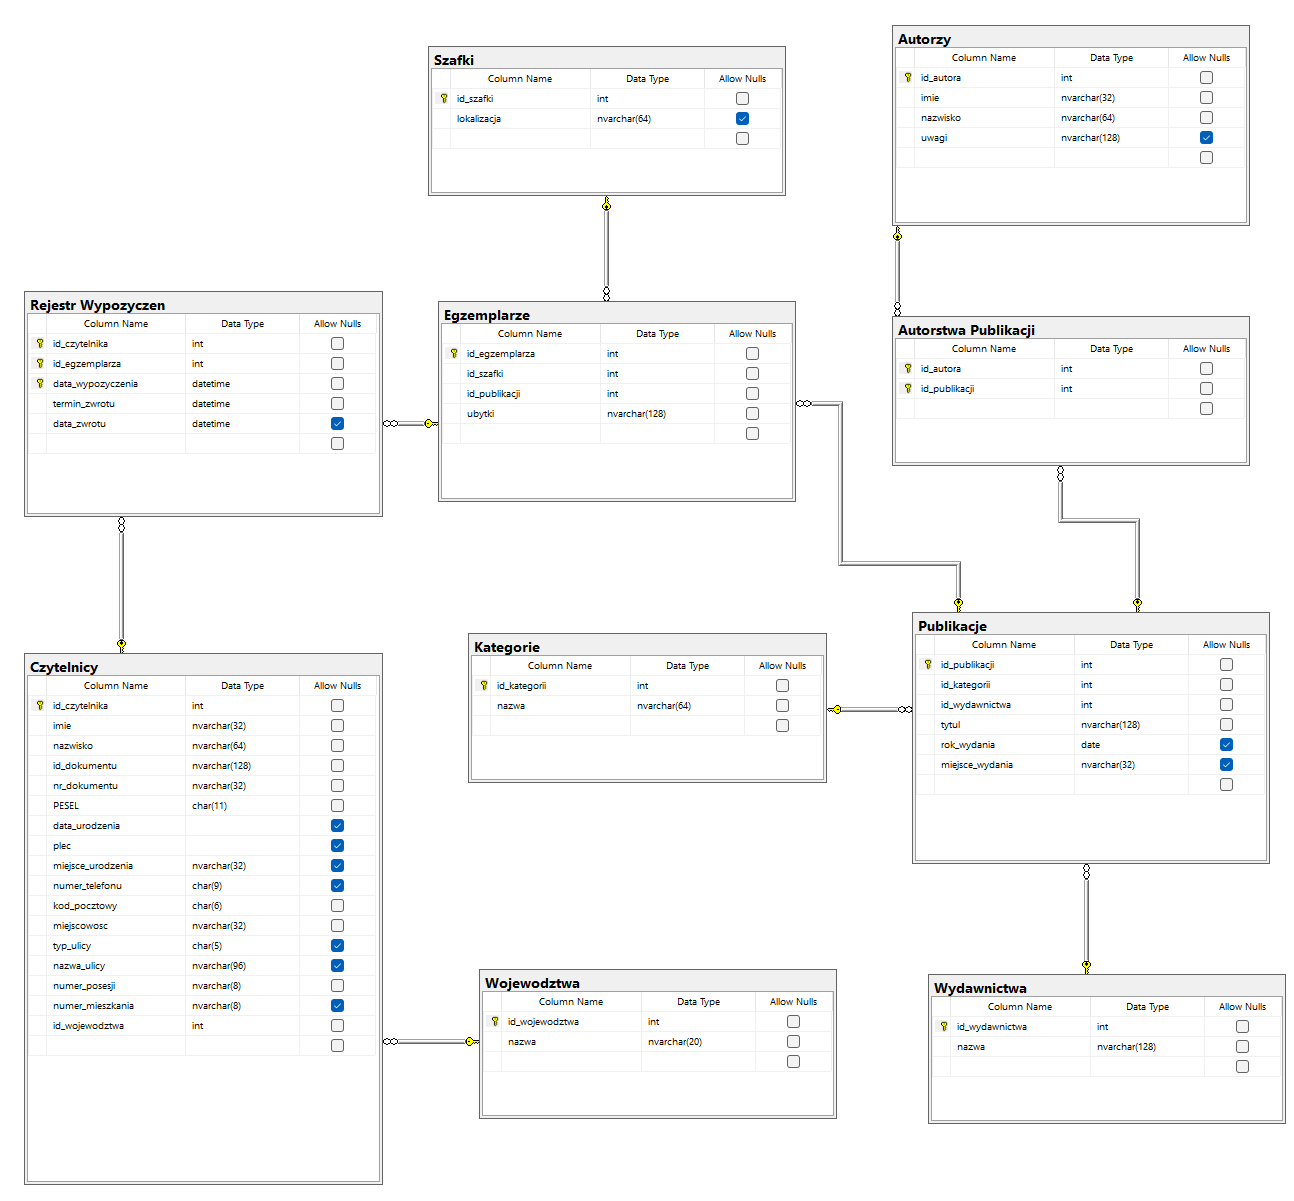 Szafki
Column Name Data Type Allow Nulls
id_szafki int
lokalizacja nvarchar(64)
Autorzy
Column Name Data Type Allow Nulls
id_autora int
imie nvarchar(32)
nazwisko nvarchar(64)
uwagi nvarchar(128)
Rejestr Wypozyczen
Column Name Data Type Allow Nulls
id_czytelnika int
id_egzemplarza int
data_wypozyczenia datetime
termin_zwrotu datetime
data_zwrotu datetime
Egzemplarze
Column Name Data Type Allow Nulls
id_egzemplarza int
id_szafki int
id_publikacji int
ubytki nvarchar(128)
Autorstwa Publikacji
Column Name Data Type Allow Nulls
id_autora int
id_publikacji int
Czytelnicy
Column Name Data Type Allow Nulls
id_czytelnika int
imie nvarchar(32)
nazwisko nvarchar(64)
id_dokumentu nvarchar(128)
nr_dokumentu nvarchar(32)
PESEL char(11)
data_urodzenia
plec
miejsce_urodzenia nvarchar(32)
numer_telefonu char(9)
kod_pocztowy char(6)
miejscowosc nvarchar(32)
typ_ulicy char(5)
nazwa_ulicy nvarchar(96)
numer_posesji nvarchar(8)
numer_mieszkania nvarchar(8)
id_wojewodztwa int
Kategorie
Column Name Data Type Allow Nulls
id_kategorii int
nazwa nvarchar(64)
Publikacje
Column Name Data Type Allow Nulls
id_publikacji int
id_kategorii int
id_wydawnictwa int
tytul nvarchar(128)
rok_wydania date
miejsce_wydania nvarchar(32)
Wojewodztwa
Column Name Data Type Allow Nulls
id_wojewodztwa int
nazwa nvarchar(20)
Wydawnictwa
Column Name Data Type Allow Nulls
id_wydawnictwa int
nazwa nvarchar(128)